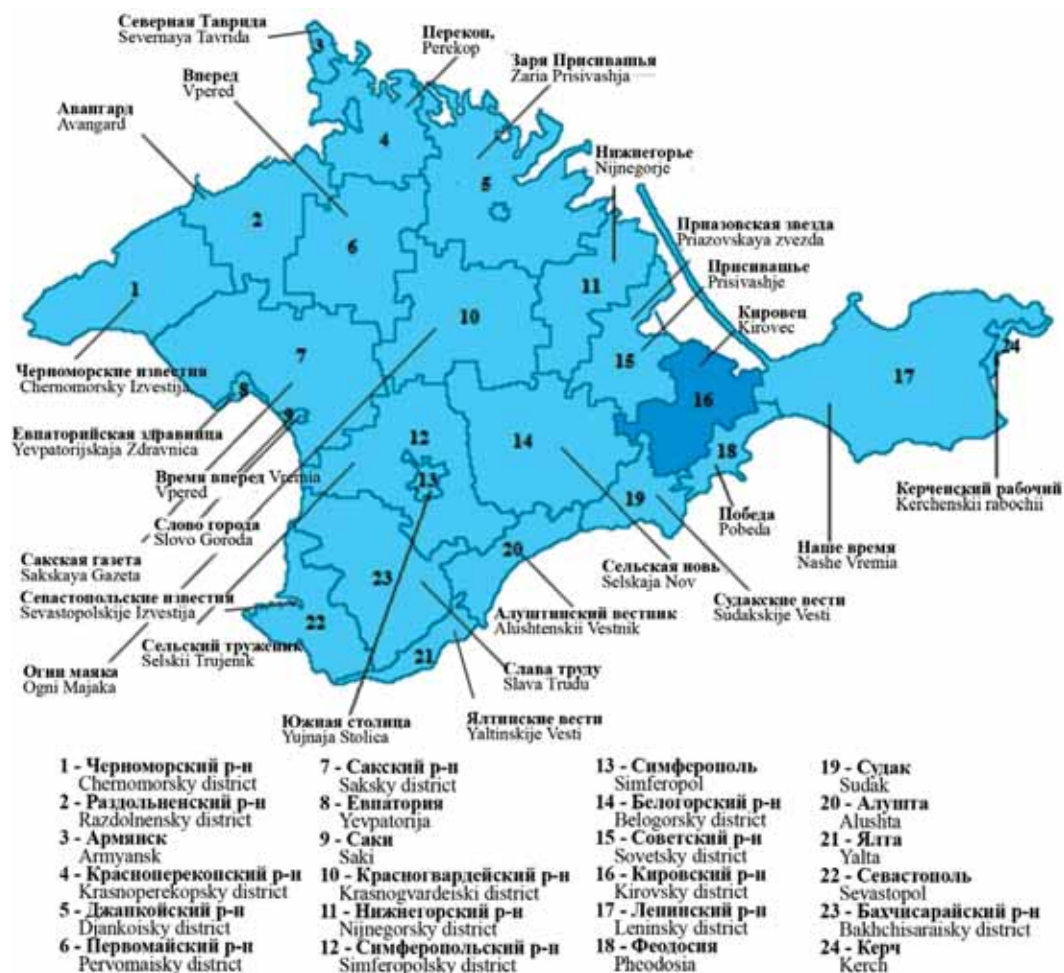 Северная Таврида
Severnaya Tavrida
3
Перекоп,
Perekop
Заря Присивашья
Zaria Prisivashja
Вперед
Vpered
Авангард
Avangard
4
Нижнегорье
Nijnegorje
5
2
6
Приазовская звезда
Priazovskaya zvezda
Присивашье
Prisivashje
11
1
10
Кировец
Kirovec
24
Черноморские известия
Chernomorsky Izvestija
7
15
17
8
16
9
Евпаторийская здравница
Yevpatorijskaja Zdravnica
12
14
18
Время вперед Vremia
Vpered
13
19
Победа
Pobeda
Керченский рабочий
Kerchenskii rabochii
Слово города
Slovo Goroda
Сакская газета
Sakskaya Gazeta
20
Сельская новь
Selskaja Nov
Наше время
Nashe Vremia
23
Севастопольские известия
Sevastopolskije Izvestija
Алуштинский вестник
Alushtenskii Vestnik
Судакские вести
Sudakskije Vesti
22
Сельский труженик
Selskii Trujenik
21
Огни маяка
Ogni Majaka
Слава труду
Slava Trudu
Южная столица
Yujnaja Stolica
Ялтинские вести
Yaltinskije Vesti
1 - Черноморский р-н
Chernomorsky district
2 - Раздольненский р-н
Razdolnensky district
3 - Армянск
Armyansk
4 - Красноперекопский р-н
Krasnoperekopsky district
5 - Джанкойский р-н
Djankoisky district
6 - Первомайский р-н
Pervomaisky district
7 - Сакский р-н
Saksky district
8 - Евпатория
Yevpatorija
9 - Саки
Saki
10 - Красногвардейский р-н
Krasnogvardeiski district
11 - Нижнегорский р-н
Nijnegorsky district
12 - Симферопольский р-н
Simferopolsky district
13 - Симферополь
Simferopol
14 - Белогорский р-н
Belogorsky district
15 - Советский р-н
Sovetsky district
16 - Кировский р-н
Kirovsky district
17 - Ленинский р-н
Leninsky district
18 - Феодосия
Pheodosia
19 - Судак
Sudak
20 - Алушта
Alushta
21 - Ялта
Yalta
22 - Севастополь
Sevastopol
23 - Бахчисарайский р-н
Bakhchisaraisky district
24 - Керч
Kerch